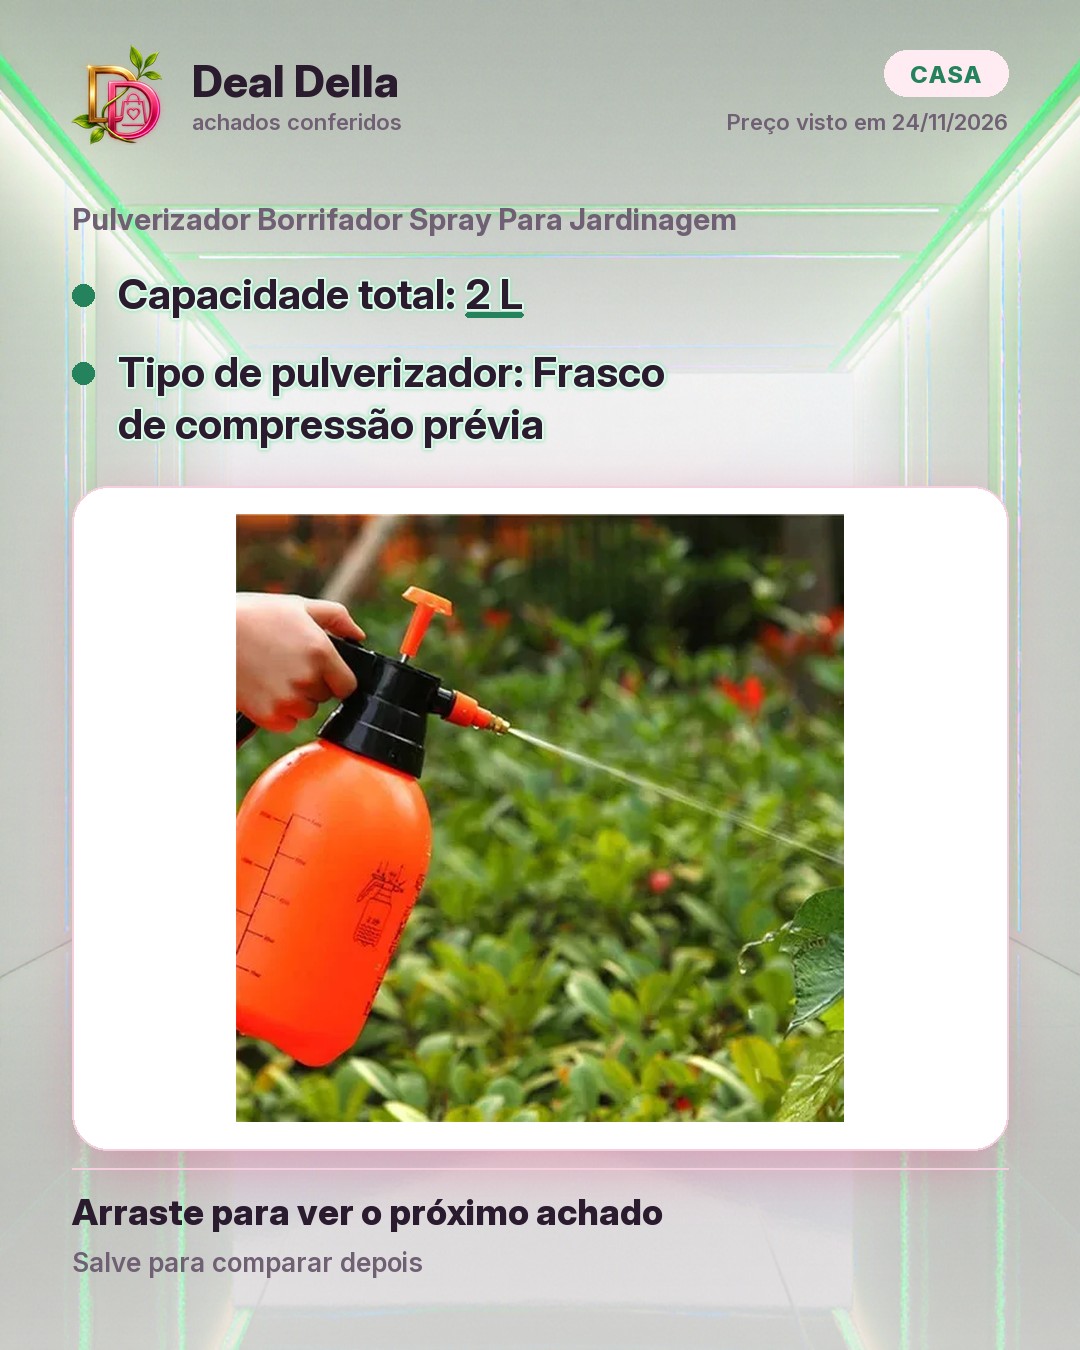 Deal Della
achados conferidos
CASA
Preço visto em 24/11/2026
Pulverizador Borrifador Spray Para Jardinagem
Capacidade total: 2 L
Tipo de pulverizador: Frasco
de compressão prévia
Arraste para ver o próximo achado
Salve para comparar depois